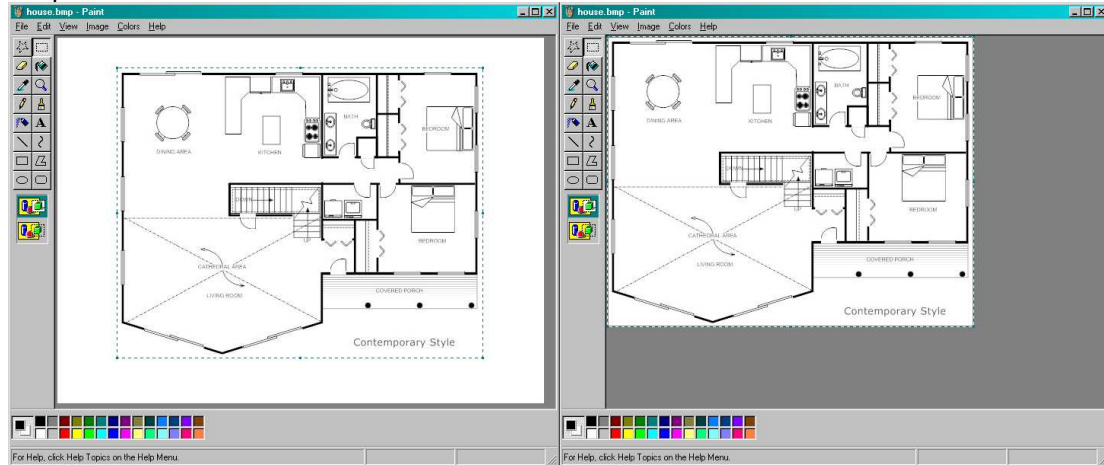 house.bmp - Paint
File Edit View Image Colors Help
A
DINING AREA
KITCHEN
BATH
BEDROOM
DOWN
UP
BEDROOM
CATHEDRAL AREA
LIVING ROOM
COVERED PORCH
Contemporary Style
For Help, click Help Topics on the Help Menu.
house.bmp - Paint
File Edit View Image Colors Help
A
DINING AREA
KITCHEN
BATH
BEDROOM
DOWN
UP
BEDROOM
CATHEDRAL AREA
LIVING ROOM
COVERED PORCH
Contemporary Style
For Help, click Help Topics on the Help Menu.